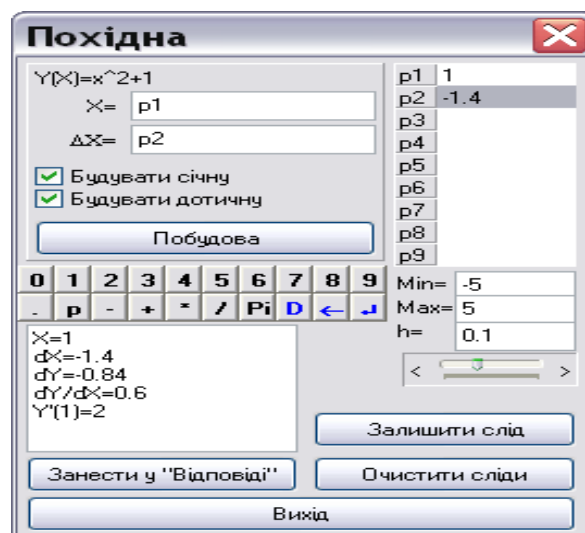 Похідна
Y(X)=x^2+1
X= p1
ΔX= p2
Будувати січну
Будувати дотичну
Побудова
p1 1
p2 -1.4
p3
p4
p5
p6
p7
p8
p9
0 1 2 3 4 5 6 7 8 9
. p - + * / Pi D ← ↲
Min= -5
Max= 5
h= 0.1
< >
X=1
dX=-1.4
dY=-0.84
dY/dX=0.6
Y'(1)=2
Залишити слід
Занести у "Відповіді"
Очистити сліди
Вихід